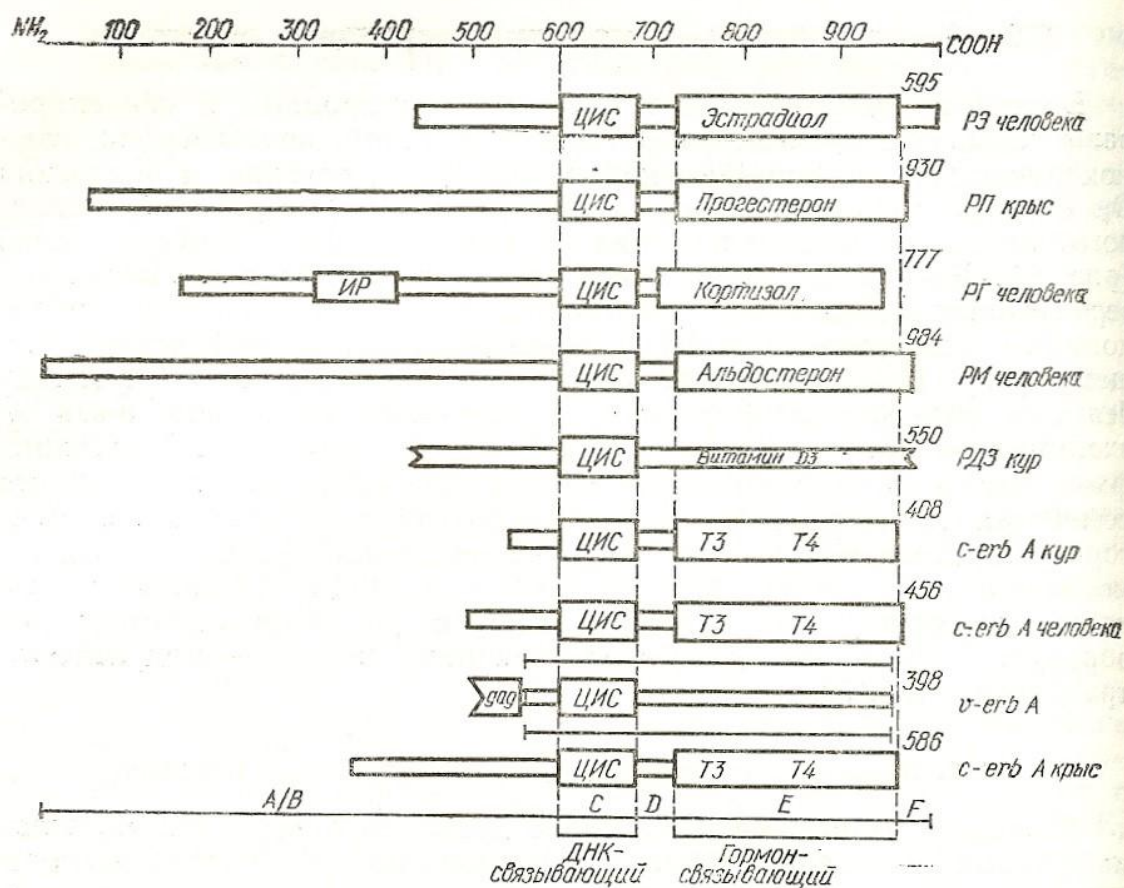 NH₂ 100 200 300 400 500 600 700 800 900 COOH
595
ЦИС Эстрадиол РЭ человека
930
ЦИС Прогестерон РП крыс
777
ИР ЦИС Кортизол РГ человека
984
ЦИС Альдостерон РМ человека
550
ЦИС Витамин D3 РД3 кур
408
ЦИС T3 T4 c-erb A кур
456
ЦИС T3 T4 c-erb A человека
398
gag ЦИС v-erb A
586
ЦИС T3 T4 c-erb A крыс
A/B C D E F
ДНК- Гормон-
связывающий связывающий